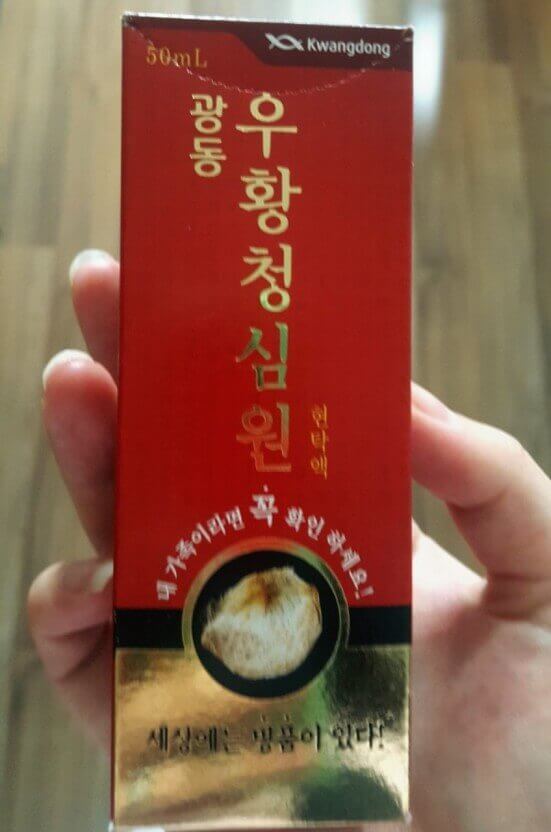 50mL
Kwangdong
광동
우황청심원
현탁액
내 가족이라면 꼭 확인 하세요!
세상에는 명품이 있다!